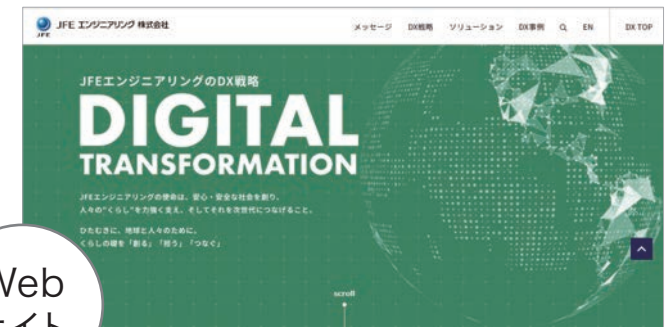 JFE
JFE エンジニアリング 株式会社
メッセージ DX戦略 ソリューション DX事例 EN DX TOP
JFEエンジニアリングのDX戦略
DIGITAL
TRANSFORMATION
JFEエンジニアリングの使命は、安心・安全な社会を創り、
人々の“くらし”を力強く支え、そしてそれを次世代につなげること。
ひたむきに、地球と人々のために、
くらしの礎を「創る」「担う」「つなぐ」
Web
サイト
scroll